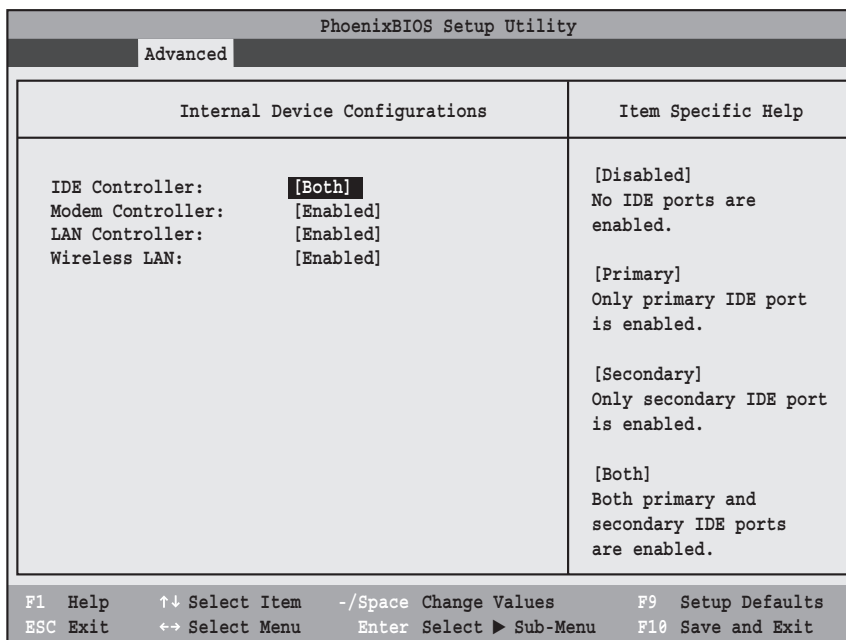 PhoenixBIOS Setup Utility
Advanced
Internal Device Configurations
Item Specific Help
IDE Controller: [Both]
Modem Controller: [Enabled]
LAN Controller: [Enabled]
Wireless LAN: [Enabled]
[Disabled]
No IDE ports are
enabled.
[Primary]
Only primary IDE port
is enabled.
[Secondary]
Only secondary IDE port
is enabled.
[Both]
Both primary and
secondary IDE ports
are enabled.
F1 Help ↑↓ Select Item -/Space Change Values F9 Setup Defaults
ESC Exit ←→ Select Menu Enter Select ▶ Sub-Menu F10 Save and Exit